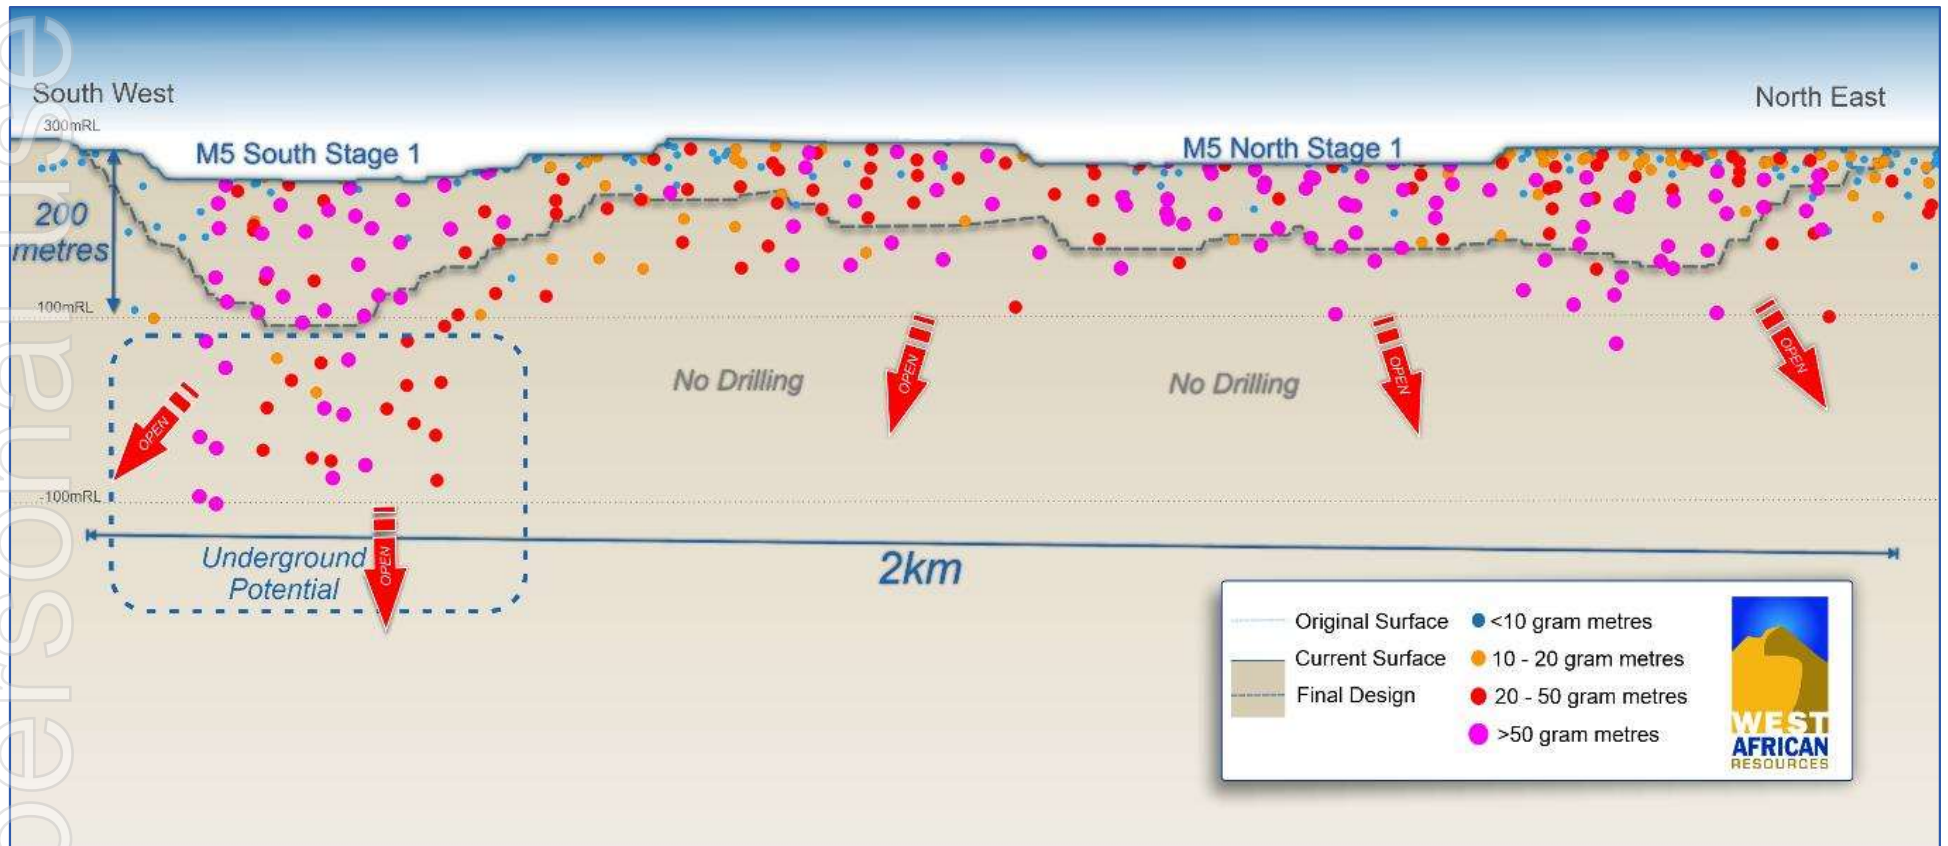 South West
North East
300mRL
M5 South Stage 1
M5 North Stage 1
200
metres
100mRL
No Drilling
No Drilling
OPEN
OPEN
OPEN
OPEN
-100mRL
Underground
Potential
OPEN
2km
Original Surface
Current Surface
Final Design
<10 gram metres
10 - 20 gram metres
20 - 50 gram metres
>50 gram metres
WEST
AFRICAN
RESOURCES
personal use